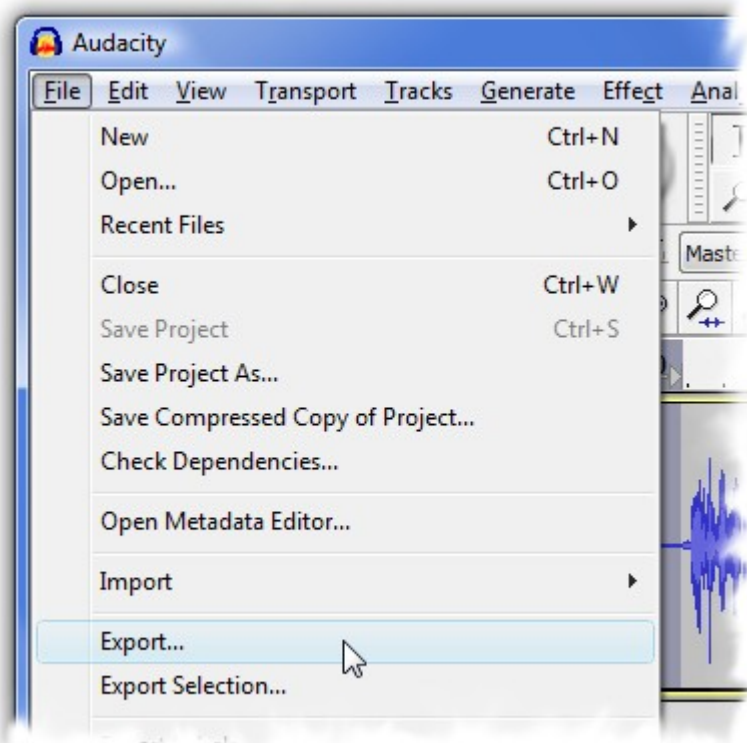 Audacity
File Edit View Transport Tracks Generate Effect
New Ctrl+N
Open... Ctrl+O
Recent Files
Close Ctrl+W
Save Project Ctrl+S
Save Project As...
Save Compressed Copy of Project...
Check Dependencies...
Open Metadata Editor...
Import
Export...
Export Selection...